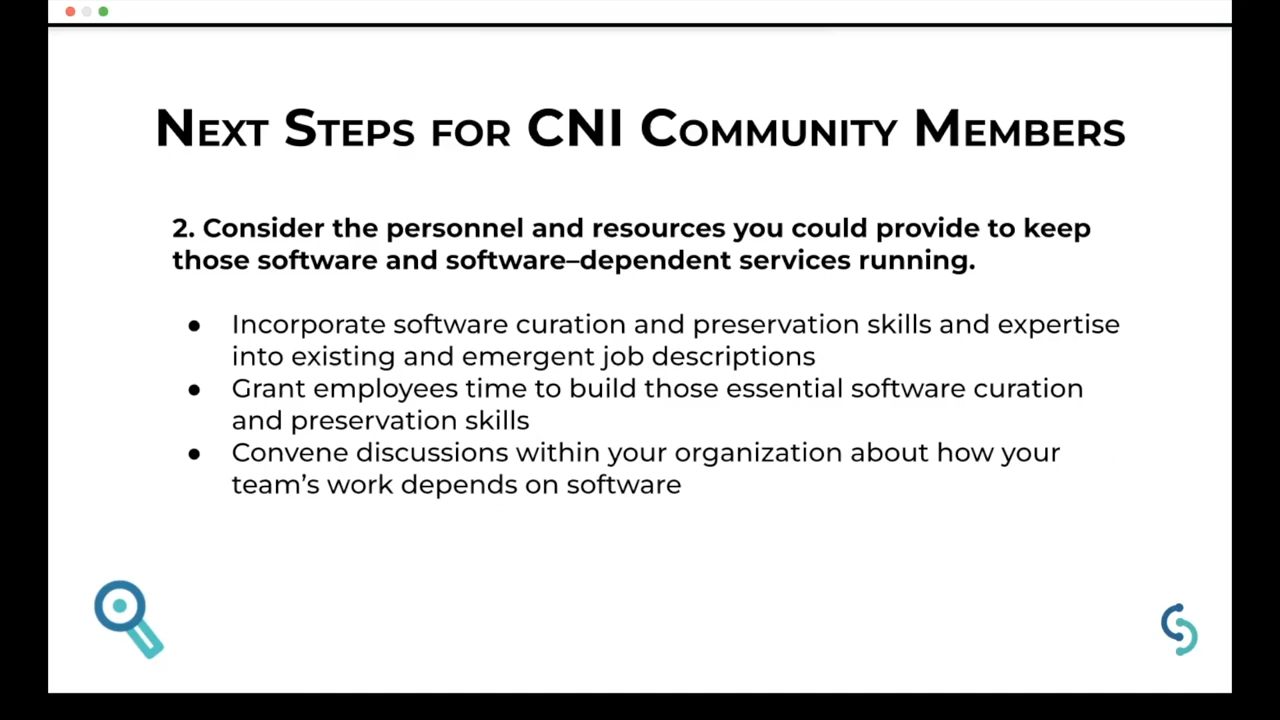 Next Steps for CNI Community Members
2. Consider the personnel and resources you could provide to keep
those software and software–dependent services running.
● Incorporate software curation and preservation skills and expertise
into existing and emergent job descriptions
● Grant employees time to build those essential software curation
and preservation skills
● Convene discussions within your organization about how your
team’s work depends on software